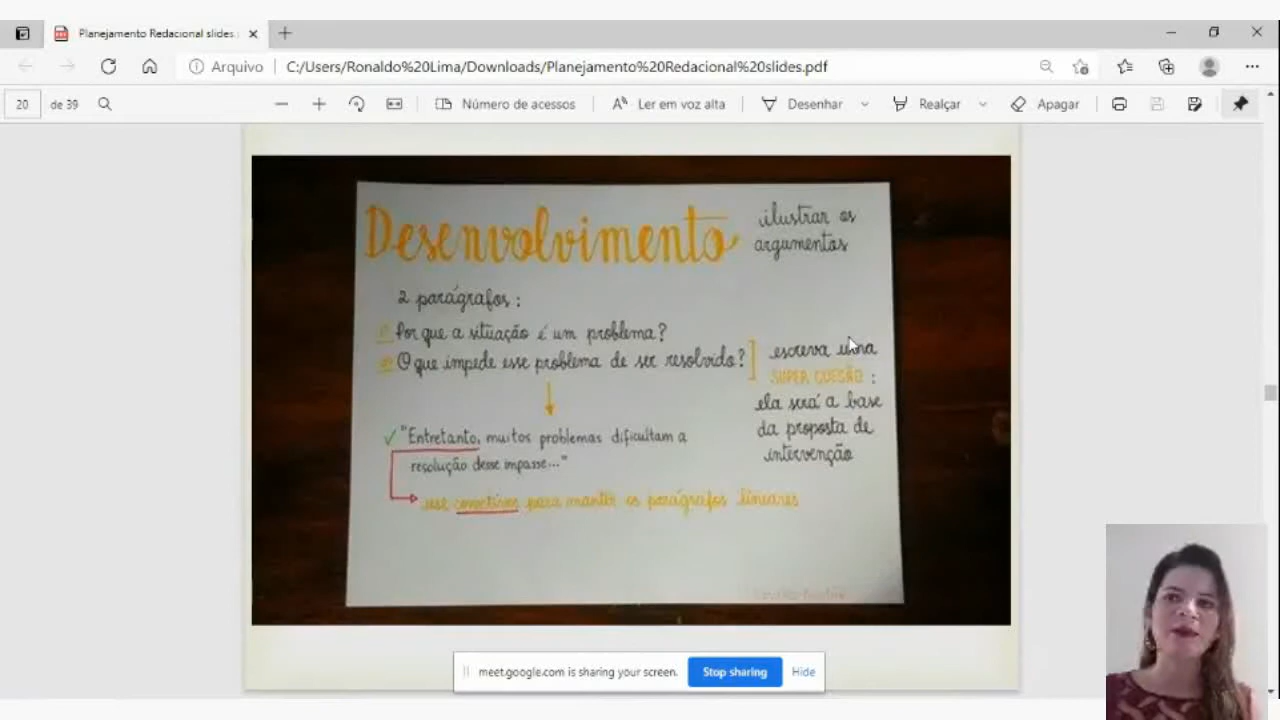 Planejamento Redacional slides.
Arquivo
C:/Users/Ronaldo%20Lima/Downloads/Planejamento%20Redacional%20slides.pdf
20 de 39
Número de acessos
Ler em voz alta
Desenhar
Realçar
Apagar
Desenvolvimento
ilustrar os
argumentos
2 parágrafos:
1º Por que a situação é um problema?
2º O que impede esse problema de ser resolvido?
escreva uma
SUPER QUESÃO:
ela será a base
da proposta de
intervenção
"Entretanto, muitos problemas dificultam a
resolução desse impasse..."
use conectivos para manter os parágrafos lineares
meet.google.com is sharing your screen.
Stop sharing
Hide